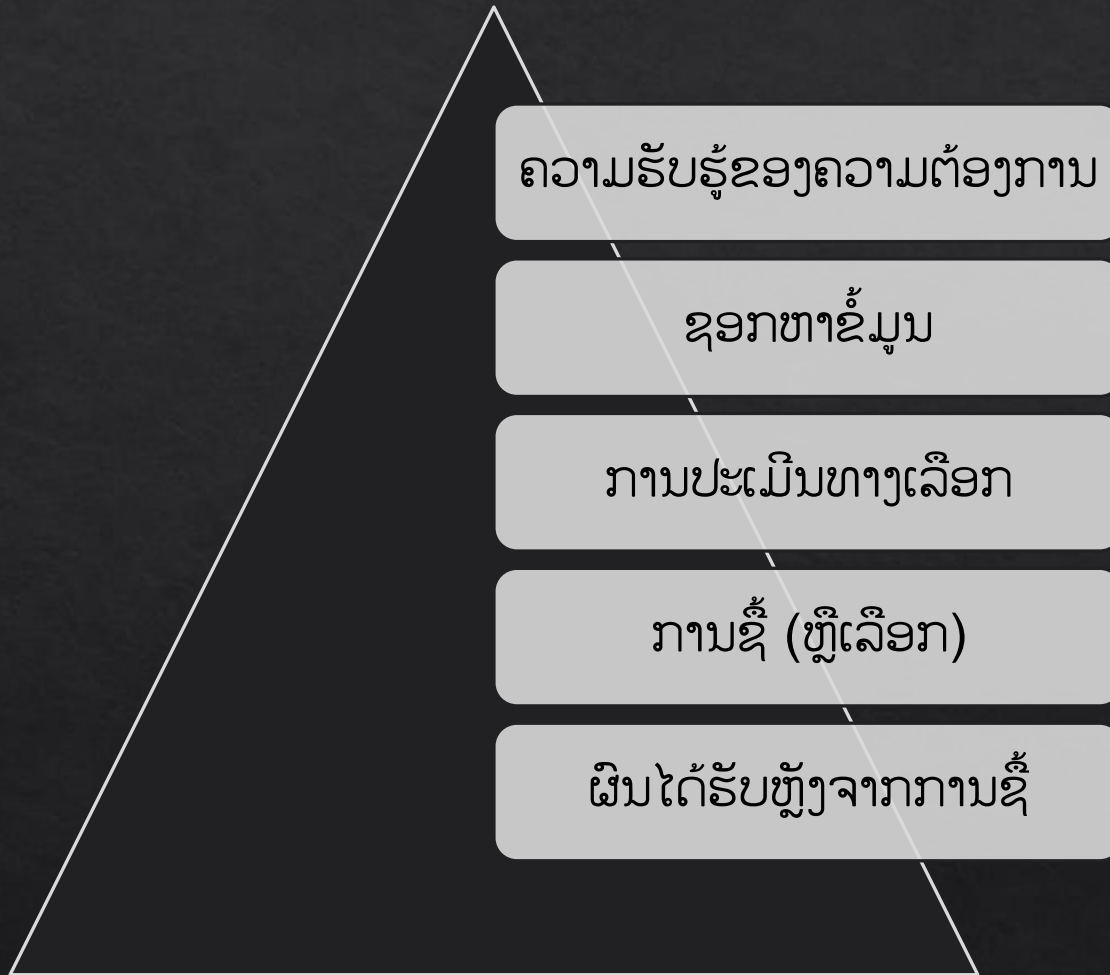 ຄວາມຮັບຮູ້ຂອງຄວາມຕ້ອງການ
ຊອກຫາຂໍ້ມູນ
ການປະເມີນທາງເລືອກ
ການຊື້ (ຫຼືເລືອກ)
ຜົນໄດ້ຮັບຫຼັງຈາກການຊື້